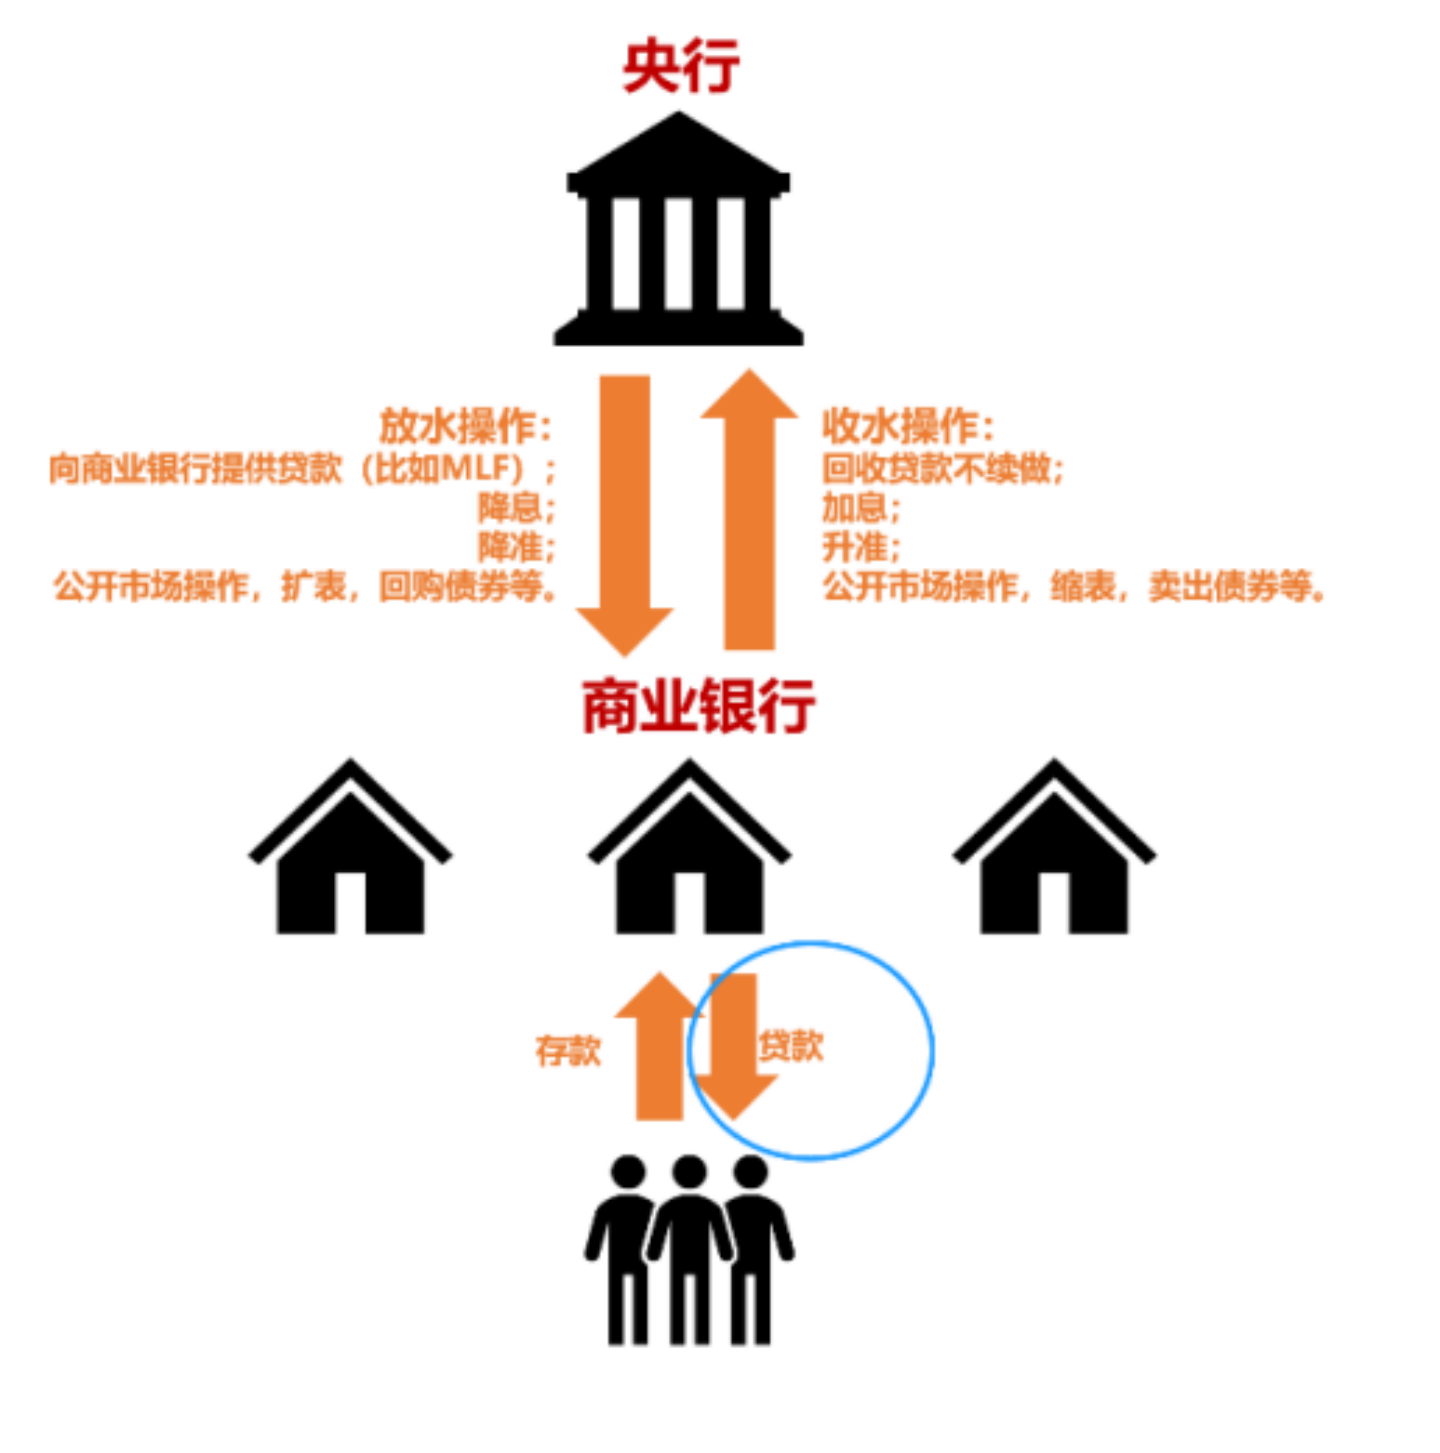 央行
放水操作：
向商业银行提供贷款（比如MLF）；
降息；
降准；
公开市场操作，扩表，回购债券等。
收水操作：
回收贷款不续做；
加息；
升准；
公开市场操作，缩表，卖出债券等。
商业银行
存款
贷款